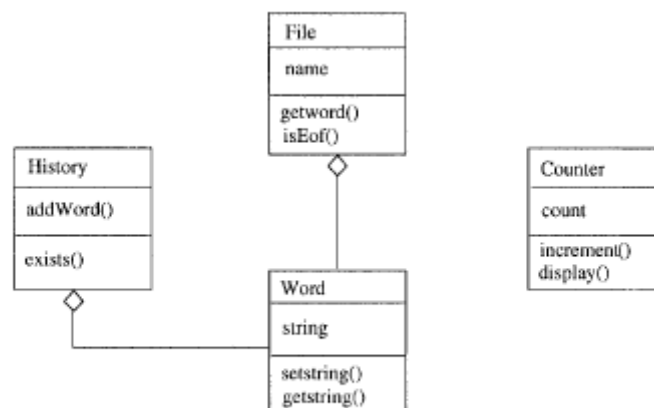 File
name
getword()
isEof()
History
addWord()
exists()
Counter
count
increment()
display()
Word
string
setstring()
getstring()